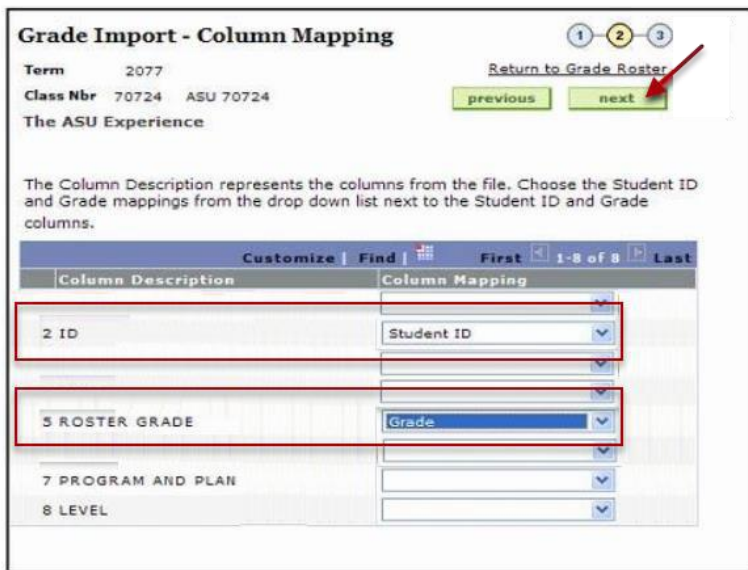 Grade Import - Column Mapping
1 2 3
Term 2077
Return to Grade Roster
Class Nbr 70724 ASU 70724
previous next
The ASU Experience
The Column Description represents the columns from the file. Choose the Student ID
and Grade mappings from the drop down list next to the Student ID and Grade
columns.
Customize | Find | First 1-8 of 8 Last
Column Description Column Mapping
2 ID Student ID
5 ROSTER GRADE Grade
7 PROGRAM AND PLAN
8 LEVEL